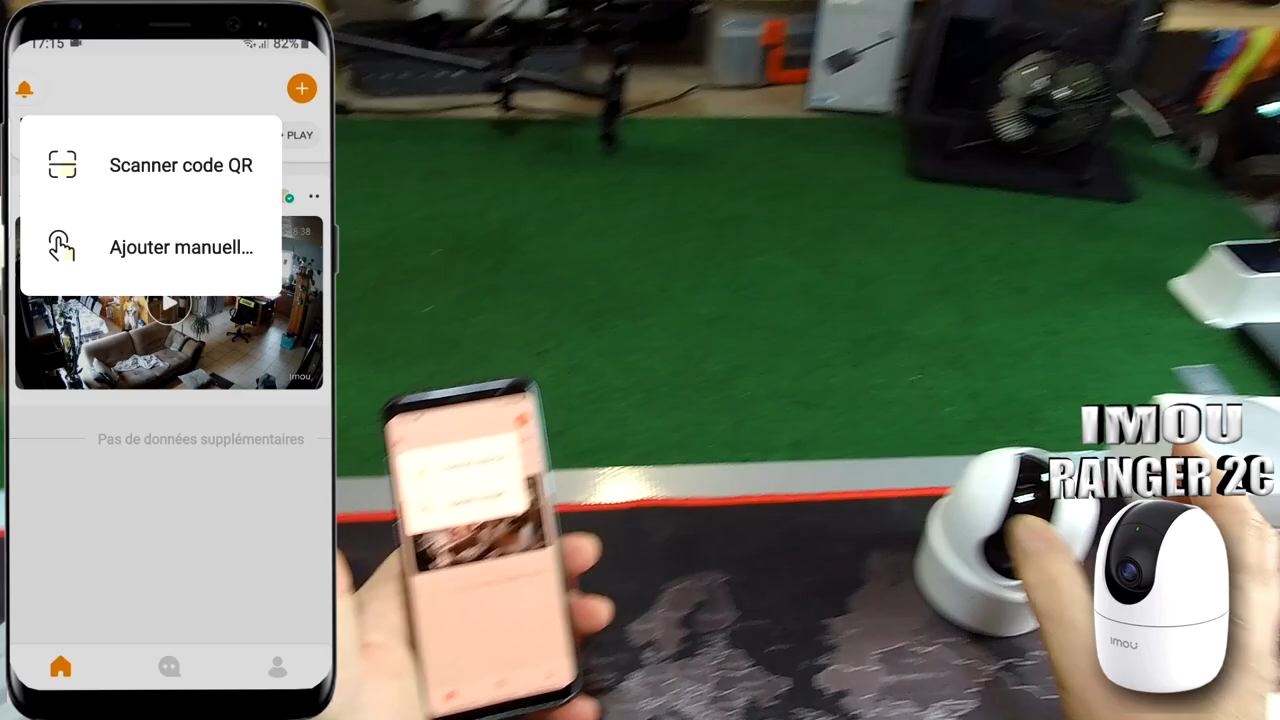 17:15
82%
PLAY
Scanner code QR
Ajouter manuell...
imou
Pas de données supplémentaires
IMOU
RANGER 2C
imou